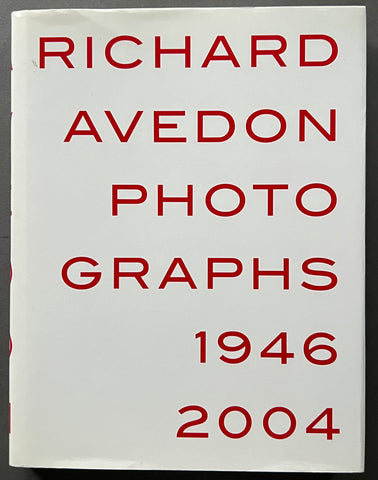 RICHARD
AVEDON
PHOTO
GRAPHS
1946
2004